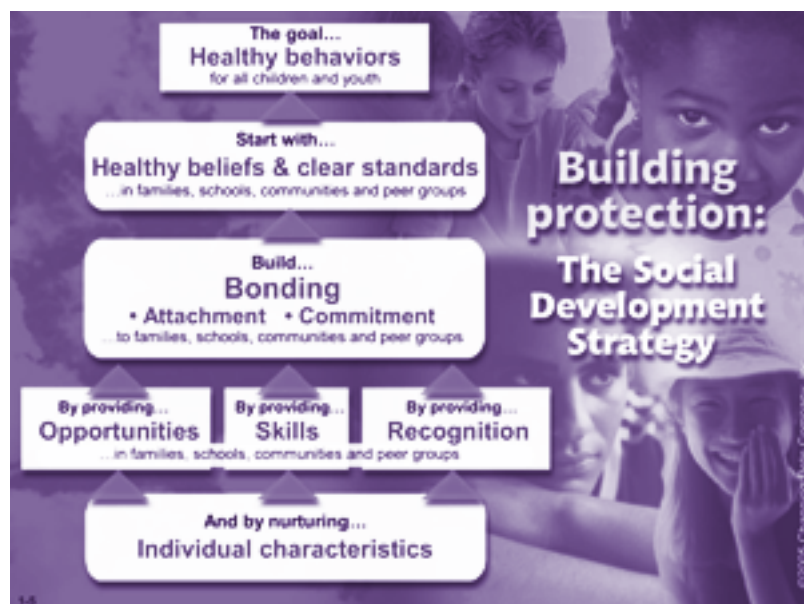 The goal...
Healthy behaviors
for all children and youth
Start with...
Healthy beliefs & clear standards
...in families, schools, communities and peer groups
Build...
Bonding
• Attachment • Commitment
...to families, schools, communities and peer groups
By providing... By providing... By providing...
Opportunities Skills Recognition
...in families, schools, communities and peer groups
And by nurturing...
Individual characteristics
Building
protection:
The Social
Development
Strategy
1-5